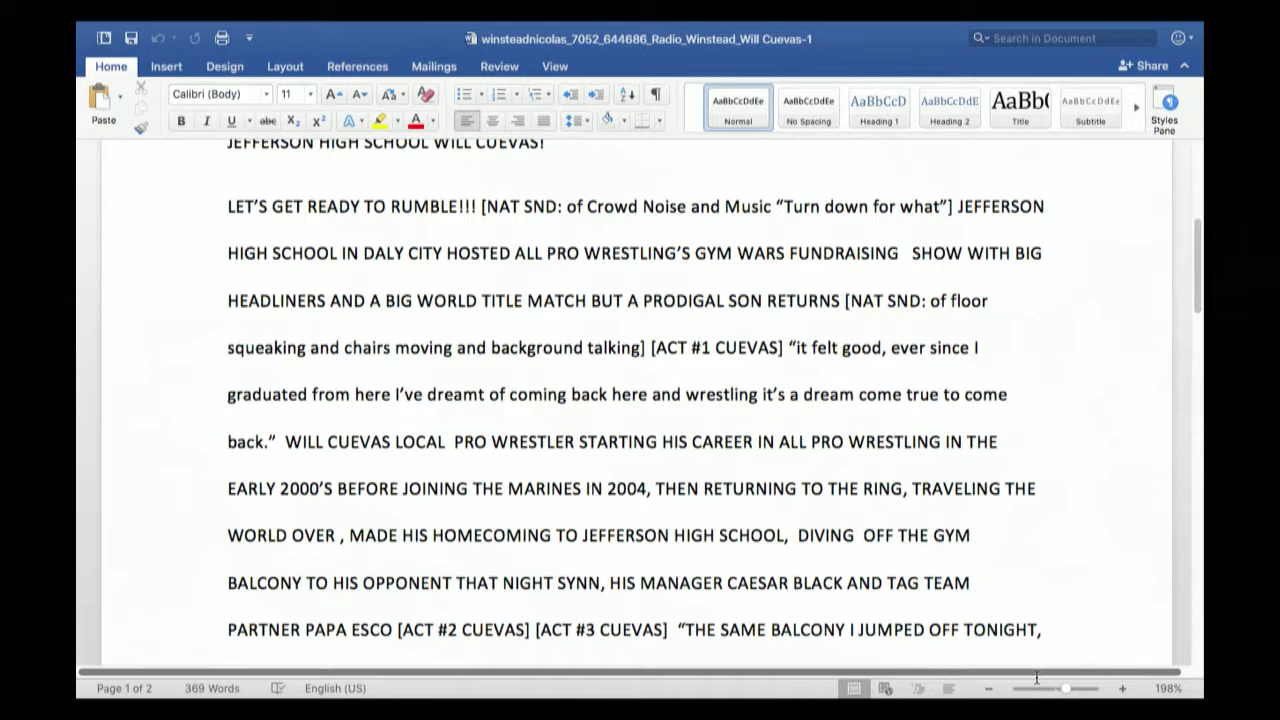 winsteadnicolas_7052_644686_Radio_Winstead_Will Cuevas-1
Search in Document
Home Insert Design Layout References Mailings Review View
Share
Paste
Calibri (Body) 11
AaBbCcDdEe AaBbCcDdEe AaBbCcD AaBbCcDdE AaBb( AaBbCcDdEe
Normal No Spacing Heading 1 Heading 2 Title Subtitle
Styles
Pane
JEFFERSON HIGH SCHOOL WILL CUEVAS!
LET’S GET READY TO RUMBLE!!! [NAT SND: of Crowd Noise and Music “Turn down for what”] JEFFERSON
HIGH SCHOOL IN DALY CITY HOSTED ALL PRO WRESTLING’S GYM WARS FUNDRAISING SHOW WITH BIG
HEADLINERS AND A BIG WORLD TITLE MATCH BUT A PRODIGAL SON RETURNS [NAT SND: of floor
squeaking and chairs moving and background talking] [ACT #1 CUEVAS] “it felt good, ever since I
graduated from here I’ve dreamt of coming back here and wrestling it’s a dream come true to come
back.” WILL CUEVAS LOCAL PRO WRESTLER STARTING HIS CAREER IN ALL PRO WRESTLING IN THE
EARLY 2000’S BEFORE JOINING THE MARINES IN 2004, THEN RETURNING TO THE RING, TRAVELING THE
WORLD OVER , MADE HIS HOMECOMING TO JEFFERSON HIGH SCHOOL, DIVING OFF THE GYM
BALCONY TO HIS OPPONENT THAT NIGHT SYNN, HIS MANAGER CAESAR BLACK AND TAG TEAM
PARTNER PAPA ESCO [ACT #2 CUEVAS] [ACT #3 CUEVAS] “THE SAME BALCONY I JUMPED OFF TONIGHT,
Page 1 of 2 369 Words English (US) 198%